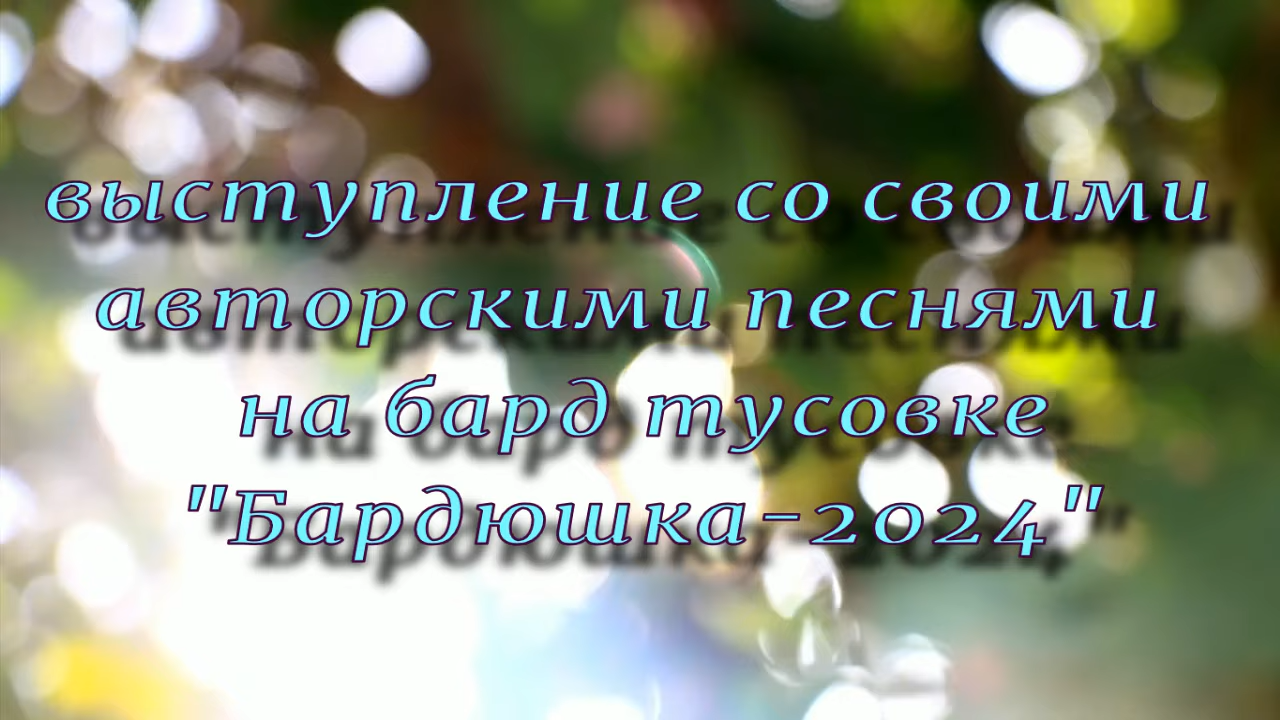 выступление со своими
авторскими песнями
на бард тусовке
"Бардюшка-2024"